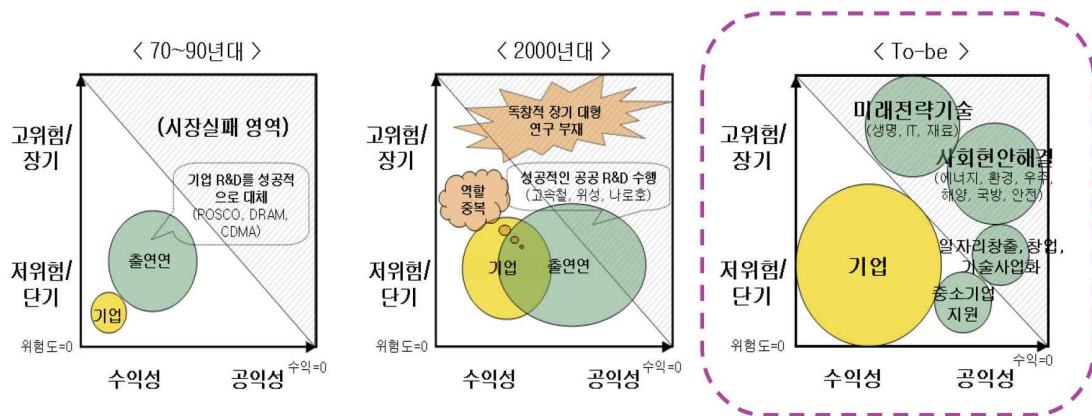 < 70~90년대 >
고위험/
장기
(시장실패 영역)
기업 R&D를 성공적
으로 대체
(POSCO, DRAM,
CDMA)
출연연
저위험/
단기
기업
위험도=0
수익=0
수익성
공익성
< 2000년대 >
고위험/
장기
독창적 장기 대형
연구 부재
역할
중복
성공적인 공공 R&D 수행
(고속철, 위성, 나로호)
기업
출연연
저위험/
단기
위험도=0
수익=0
수익성
공익성
< To-be >
고위험/
장기
미래전략기술
(생명, IT, 재료)
사회현안해결
(에너지, 환경, 우주,
해양, 국방, 안전)
저위험/
단기
기업
일자리창출, 창업,
기술사업화
중소기업
지원
위험도=0
수익=0
수익성
공익성